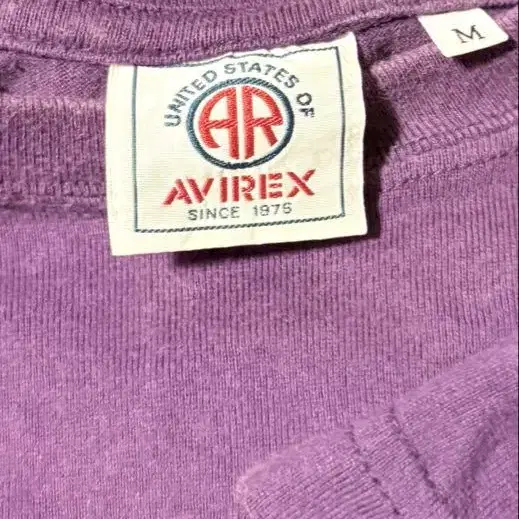 UNITED STATES OF
AR
AVIREX
SINCE 1975
M